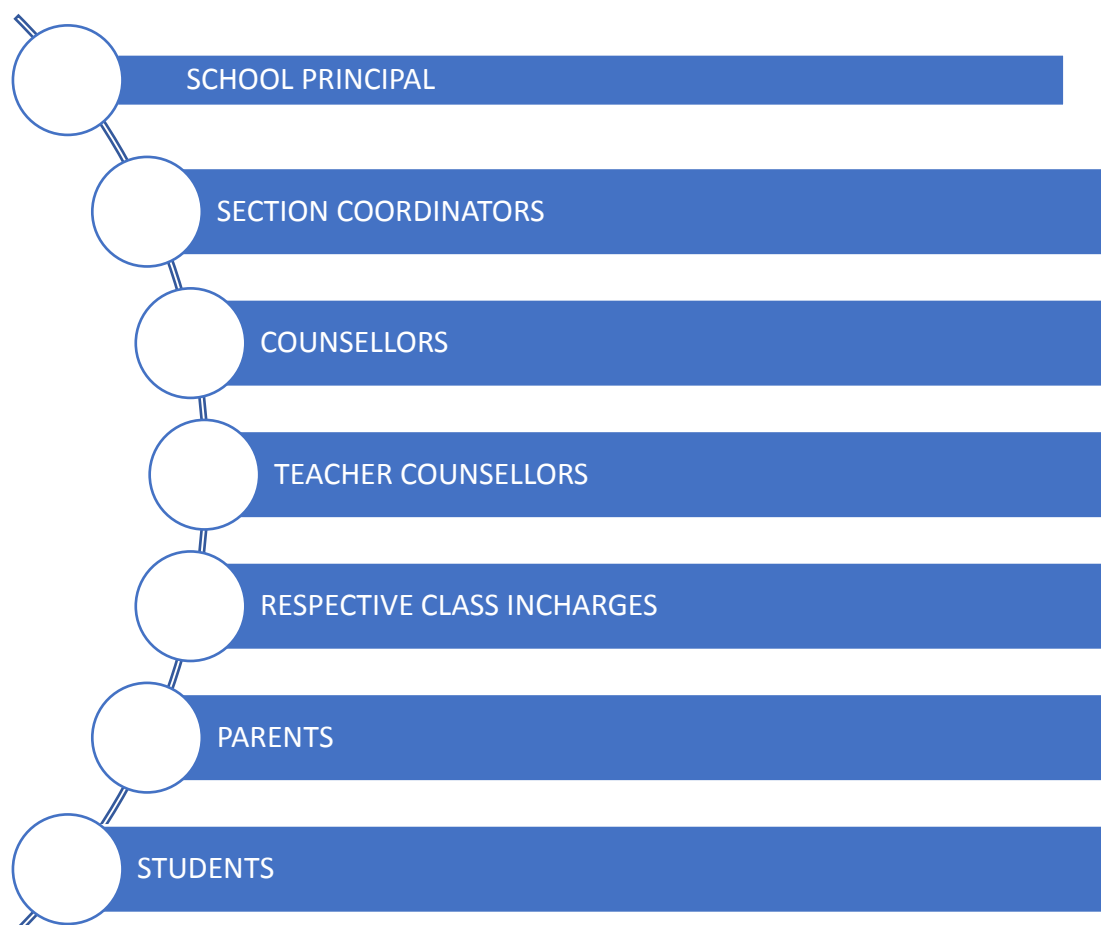 SCHOOL PRINCIPAL
SECTION COORDINATORS
COUNSELLORS
TEACHER COUNSELLORS
RESPECTIVE CLASS INCHARGES
PARENTS
STUDENTS